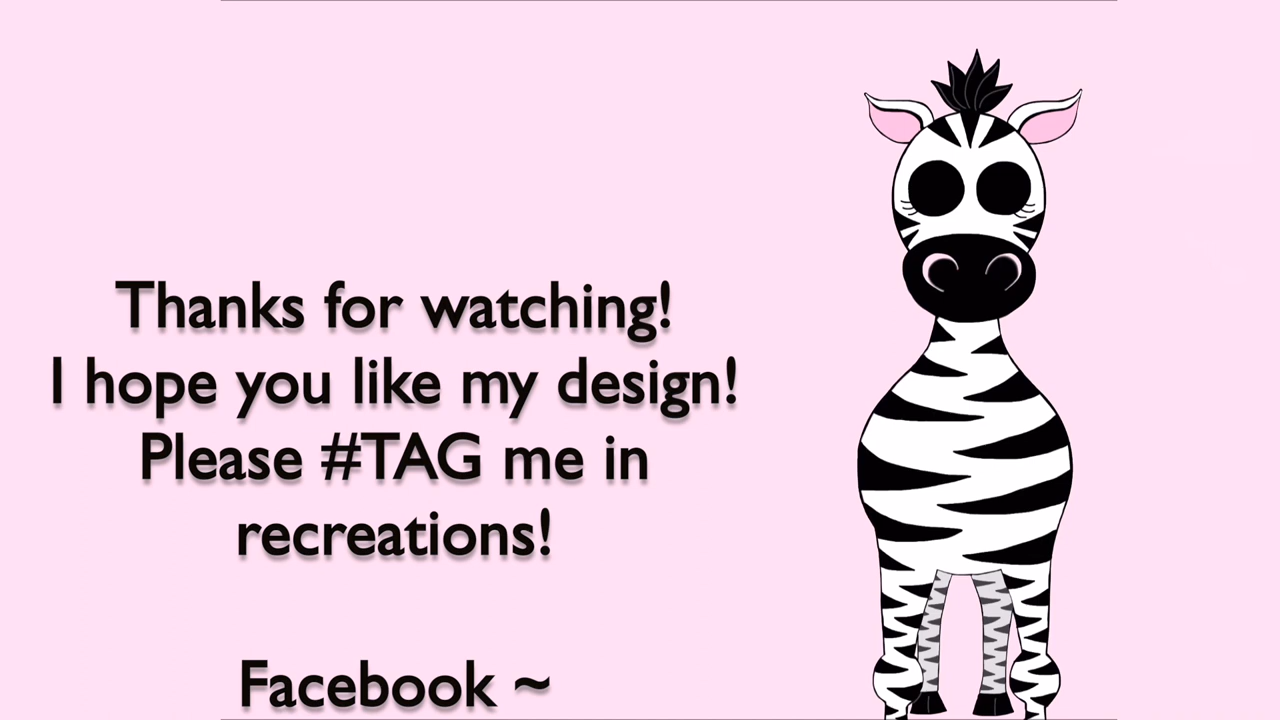 Thanks for watching!
I hope you like my design!
Please #TAG me in
recreations!
Facebook ~